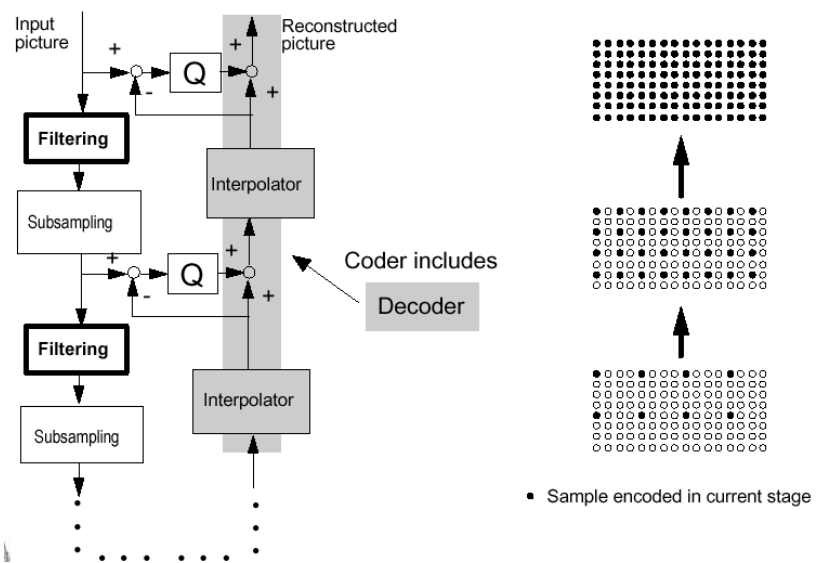 Input
picture
Reconstructed
picture
+
+
Q
-
+
Filtering
Interpolator
Subsampling
+
+
Q
-
+
Coder includes
Decoder
Filtering
Interpolator
Subsampling
Sample encoded in current stage